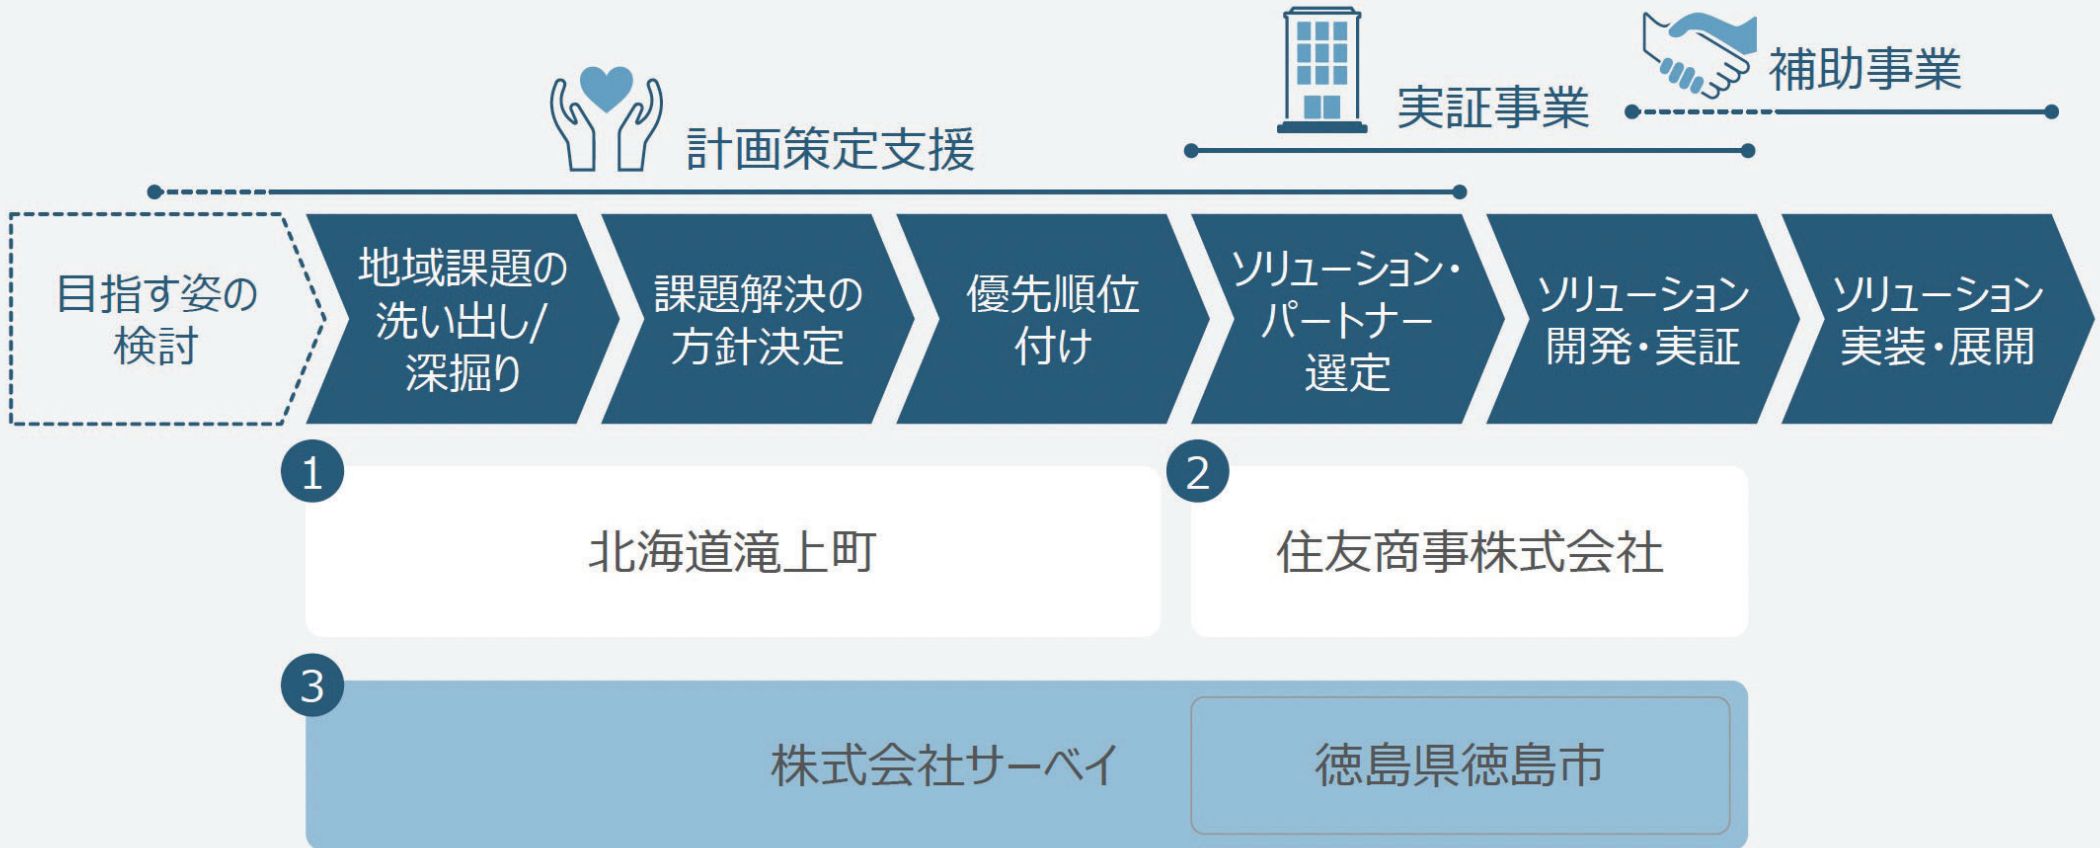 計画策定支援
実証事業
補助事業
目指す姿の
検討
地域課題の
洗い出し/
深掘り
課題解決の
方針決定
優先順位
付け
ソリューション・
パートナー
選定
ソリューション
開発・実証
ソリューション
実装・展開
1
北海道滝上町
2
住友商事株式会社
3
株式会社サーベイ
徳島県徳島市